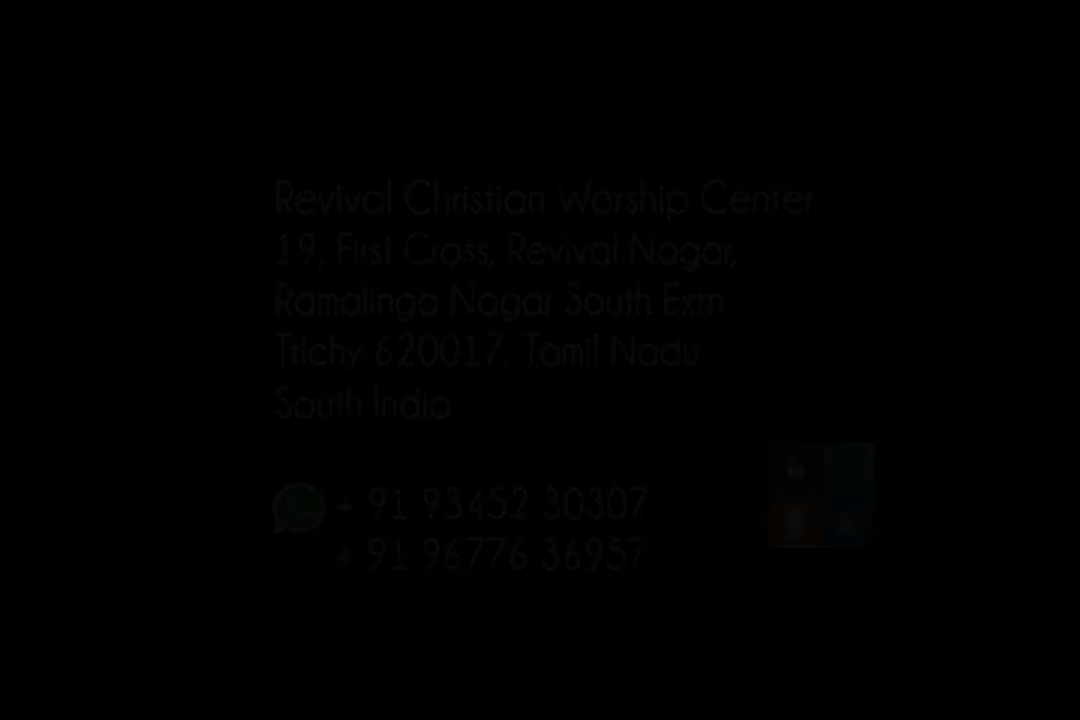 Revival Christian Worship Center
19, First Cross, Revival Nagar,
Ramalinga Nagar South Extn
Trichy 620017, Tamil Nadu
South India
+ 91 93452 30307
+ 91 96776 36957